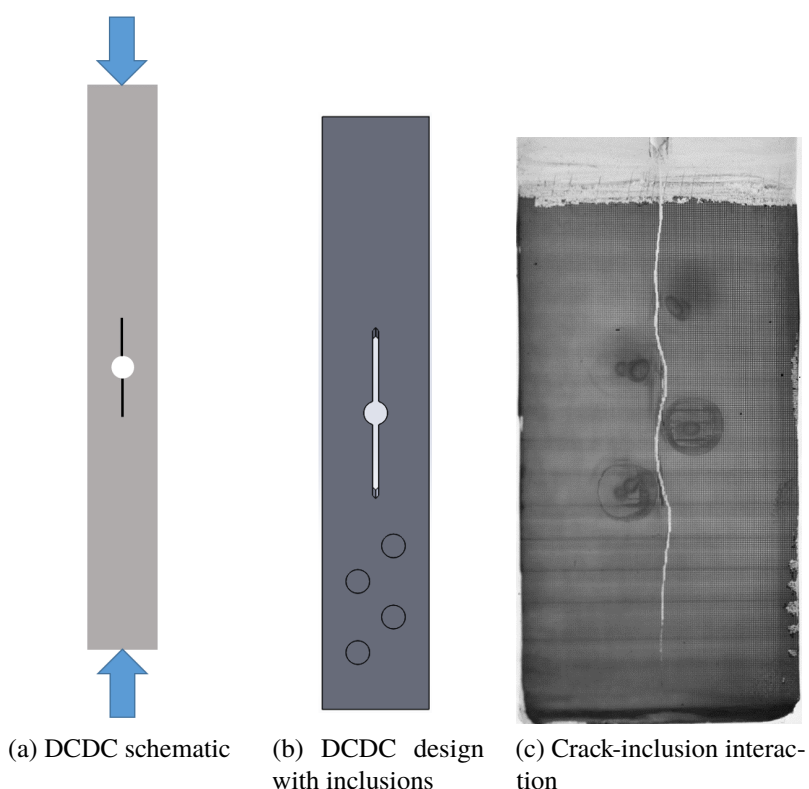 (a) DCDC schematic
(b) DCDC design
with inclusions
(c) Crack-inclusion interac-
tion